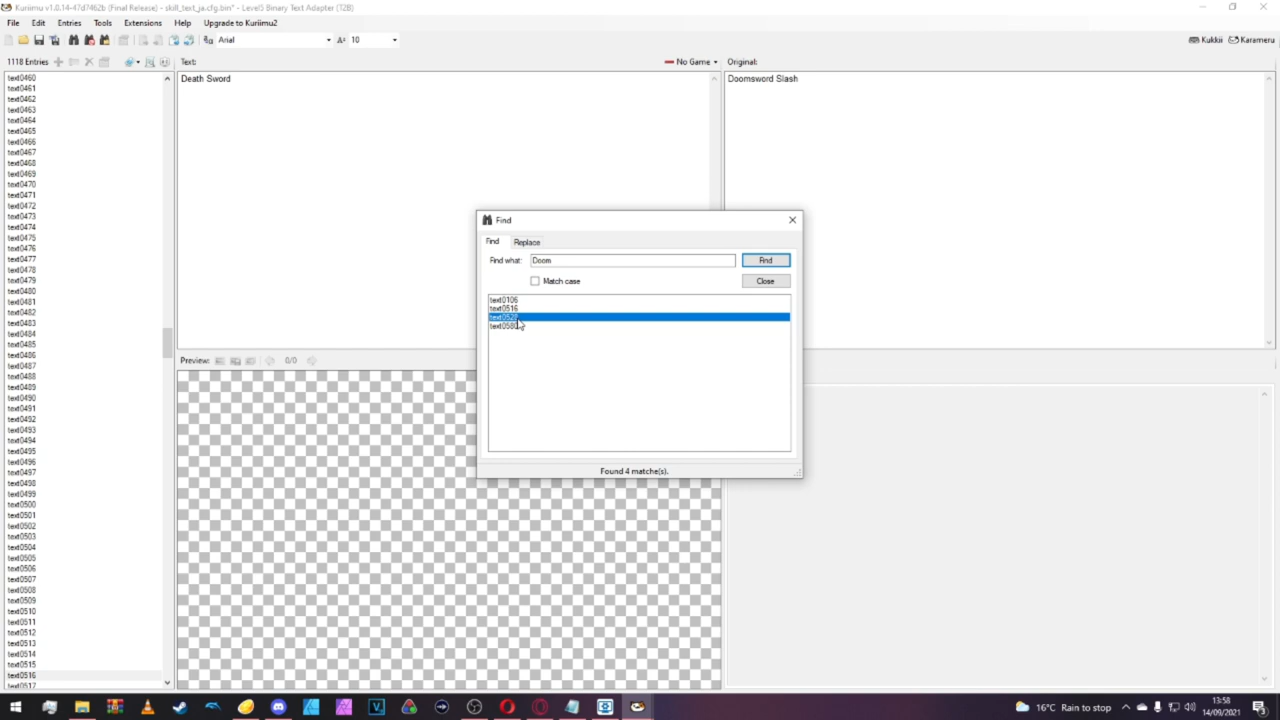 Kuriimu v1.0.14-47d7462b (Final Release) - skill_text_ja.cfg.bin* - Level5 Binary Text Adapter (T2B)
File Edit Entries Tools Extensions Help Upgrade to Kuriimu2
Arial 10 Kukkii Karameru
1118 Entries Text: No Game Original:
text0460
text0461
text0462
text0463
text0464
text0465
text0466
text0467
text0468
text0469
text0470
text0471
text0472
text0473
text0474
text0475
text0476
text0477
text0478
text0479
text0480
text0481
text0482
text0483
text0484
text0485
text0486
text0487
text0488
text0489
text0490
text0491
text0492
text0493
text0494
text0495
text0496
text0497
text0498
text0499
text0500
text0501
text0502
text0503
text0504
text0505
text0506
text0507
text0508
text0509
text0510
text0511
text0512
text0513
text0514
text0515
text0516
text0517
Death Sword
Doomsword Slash
Find
Find Replace
Find what: Doom Find
Match case Close
text0106
text0516
text0580
Found 4 matche(s).
Preview: 0/0
16°C Rain to stop
13:58
14/09/2021
3